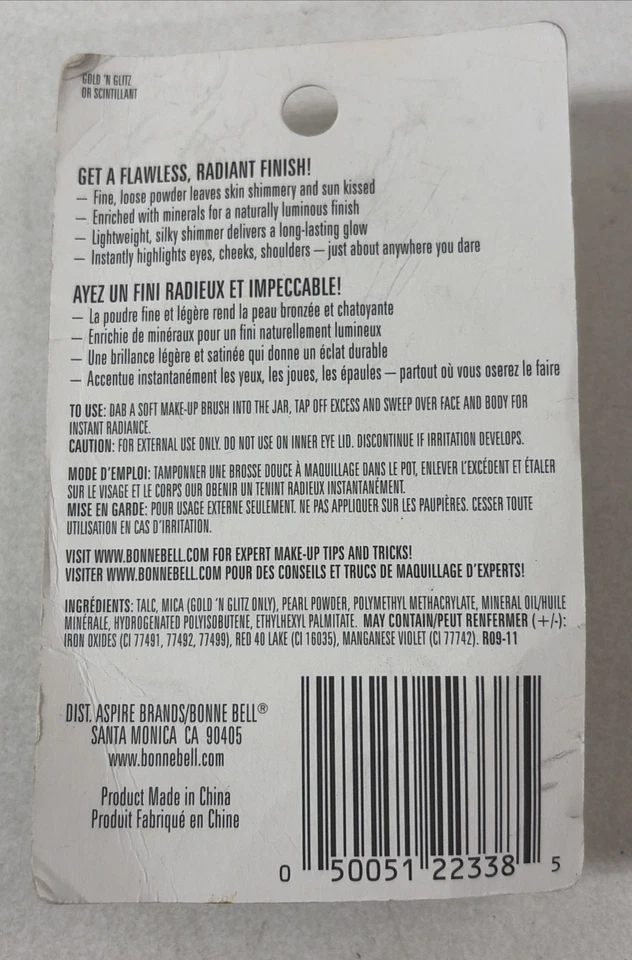 GOLD 'N GLITZ
OR SCINTILLANT
GET A FLAWLESS, RADIANT FINISH!
— Fine, loose powder leaves skin shimmery and sun kissed
— Enriched with minerals for a naturally luminous finish
— Lightweight, silky shimmer delivers a long-lasting glow
— Instantly highlights eyes, cheeks, shoulders — just about anywhere you dare
AYEZ UN FINI RADIEUX ET IMPECCABLE!
— La poudre fine et légère rend la peau bronzée et chatoyante
— Enrichie de minéraux pour un fini naturellement lumineux
— Une brillance légère et satinée qui donne un éclat durable
— Accentue instantanément les yeux, les joues, les épaules — partout où vous oserez le faire
TO USE: DAB A SOFT MAKE-UP BRUSH INTO THE JAR, TAP OFF EXCESS AND SWEEP OVER FACE AND BODY FOR
INSTANT RADIANCE.
CAUTION: FOR EXTERNAL USE ONLY. DO NOT USE ON INNER EYE LID. DISCONTINUE IF IRRITATION DEVELOPS.
MODE D'EMPLOI: TAMPONNER UNE BROSSE DOUCE À MAQUILLAGE DANS LE POT, ENLEVER L'EXCÉDENT ET ÉTALER
SUR LE VISAGE ET LE CORPS OUR OBENIR UN TENINT RADIEUX INSTANTANÉMENT.
MISE EN GARDE: POUR USAGE EXTERNE SEULEMENT. NE PAS APPLIQUER SUR LES PAUPIÈRES. CESSER TOUTE
UTILISATION EN CAS D'IRRITATION.
VISIT WWW.BONNEBELL.COM FOR EXPERT MAKE-UP TIPS AND TRICKS!
VISITER WWW.BONNEBELL.COM POUR DES CONSEILS ET TRUCS DE MAQUILLAGE D'EXPERTS!
INGRÉDIENTS: TALC, MICA (GOLD 'N GLITZ ONLY), PEARL POWDER, POLYMETHYL METHACRYLATE, MINERAL OIL/HUILE
MINÉRALE, HYDROGENATED POLYISOBUTENE, ETHYLHEXYL PALMITATE. MAY CONTAIN/PEUT RENFERMER (+/-):
IRON OXIDES (CI 77491, 77492, 77499), RED 40 LAKE (CI 16035), MANGANESE VIOLET (CI 77742). R09-11
DIST. ASPIRE BRANDS/BONNE BELL®
SANTA MONICA CA 90405
www.bonnebell.com
Product Made in China
Produit Fabriqué en Chine
0 50051 22338 5